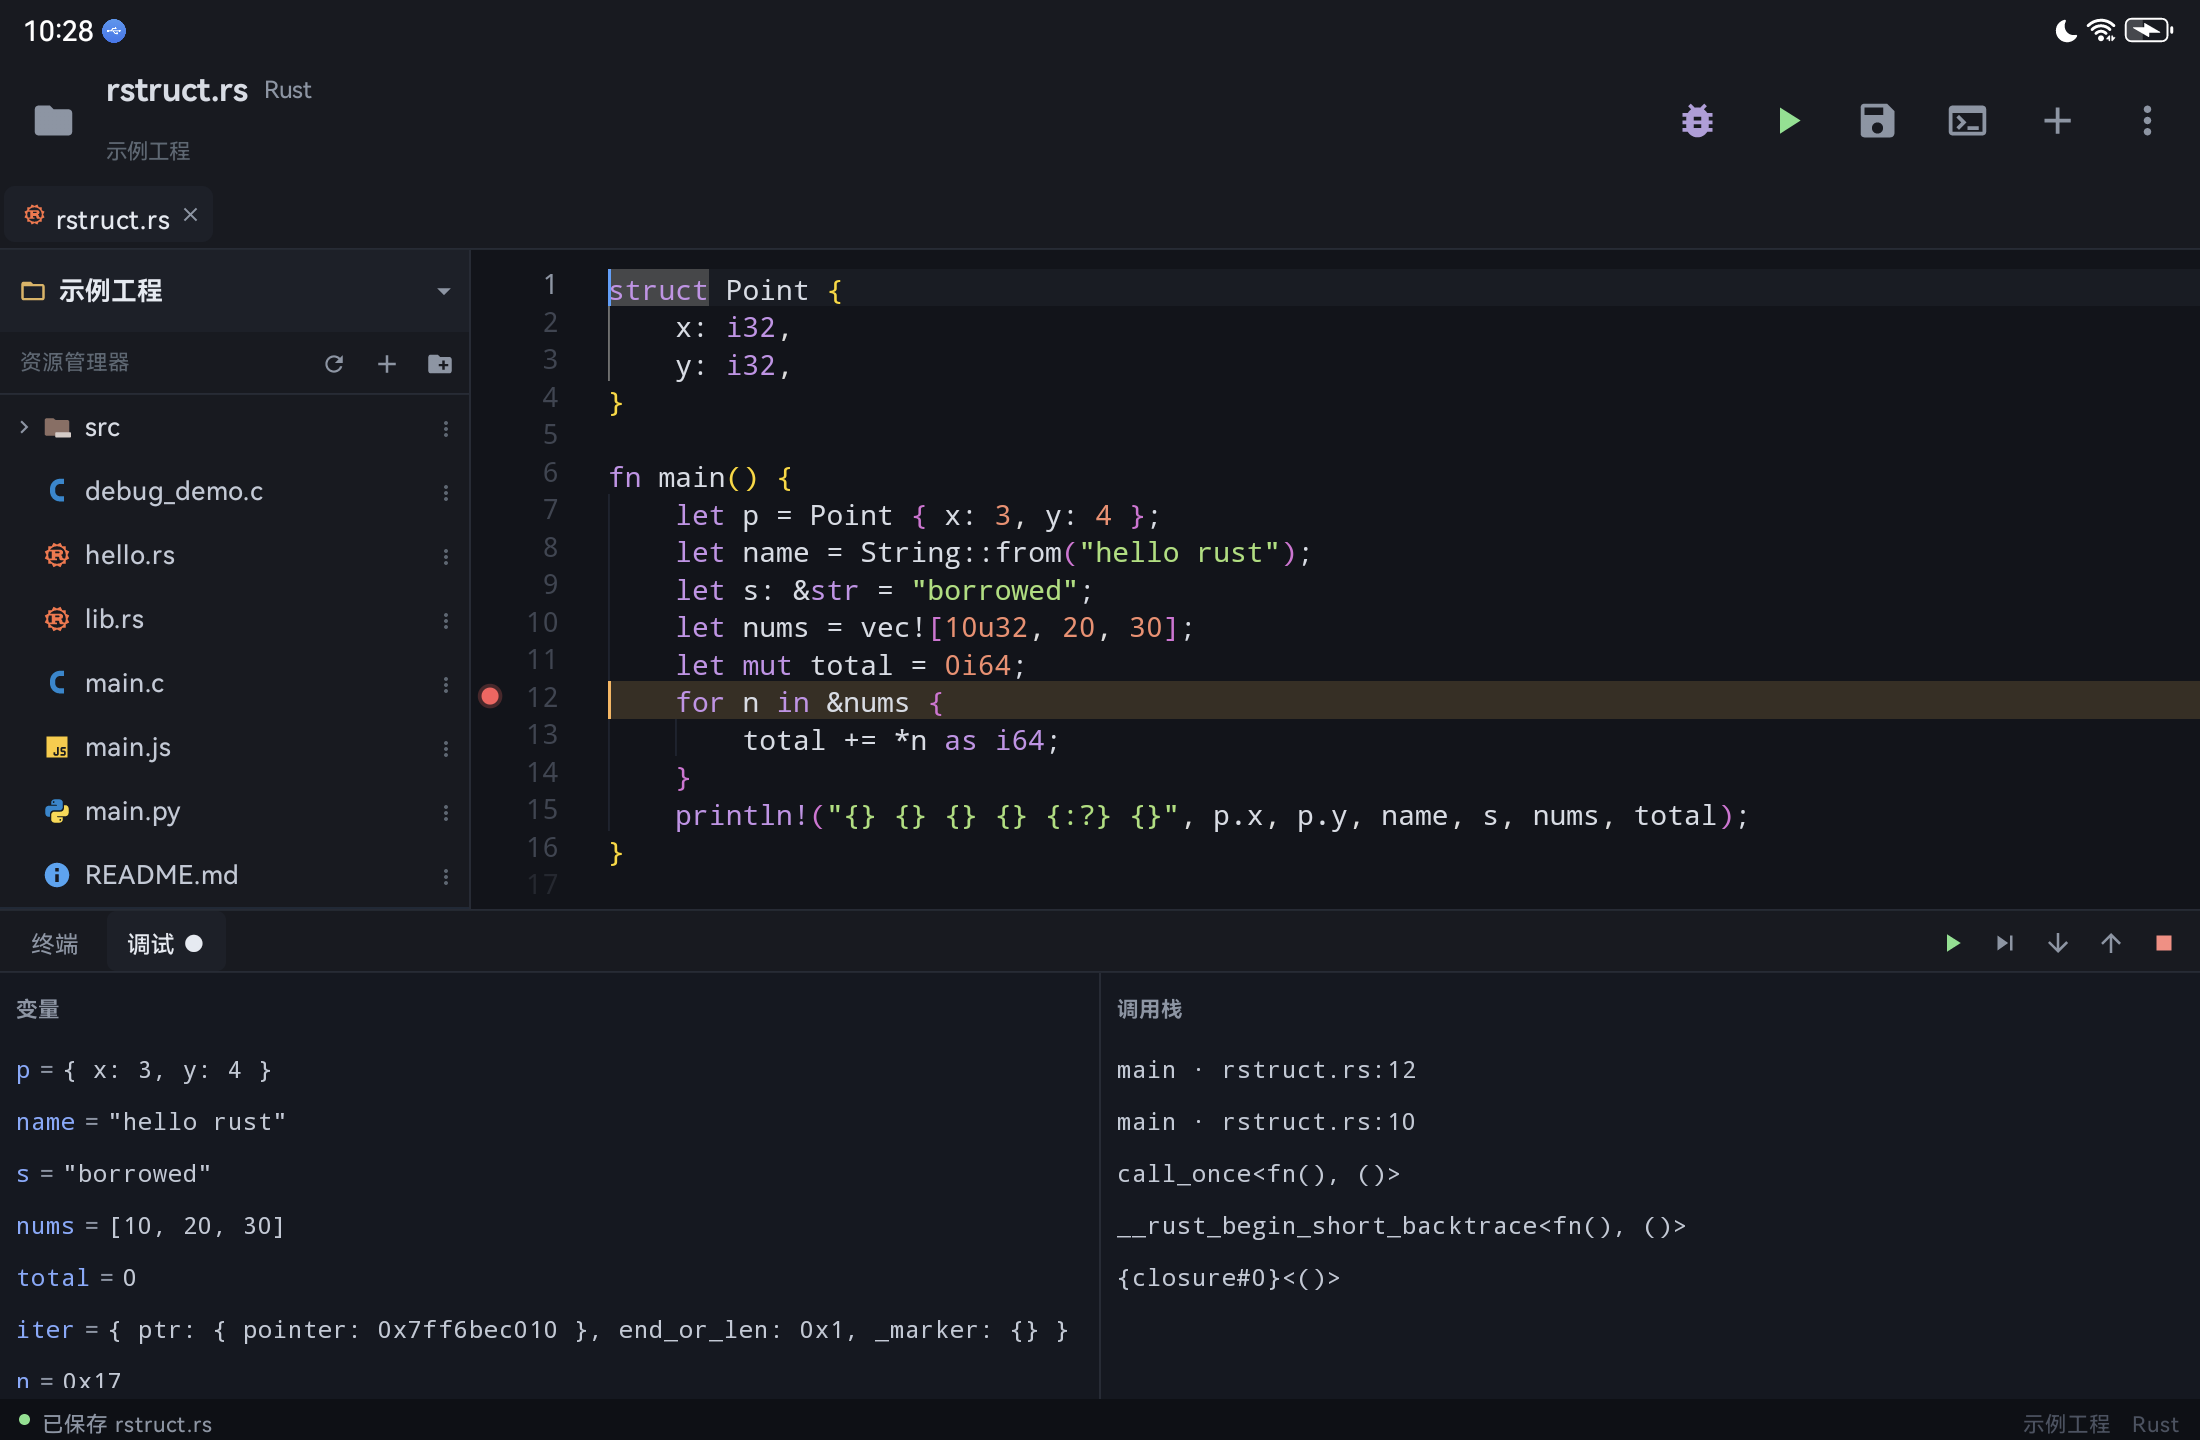 10:28
rstruct.rs Rust
示例工程
rstruct.rs
示例工程
资源管理器
src
debug_demo.c
hello.rs
lib.rs
main.c
main.js
main.py
README.md
1 struct Point {
2     x: i32,
3     y: i32,
4 }
5
6 fn main() {
7     let p = Point { x: 3, y: 4 };
8     let name = String::from("hello rust");
9     let s: &str = "borrowed";
10     let nums = vec![10u32, 20, 30];
11     let mut total = 0i64;
12     for n in &nums {
13         total += *n as i64;
14     }
15     println!("{} {} {} {} {:?} {}", p.x, p.y, name, s, nums, total);
16 }
17
终端 调试
变量
p = { x: 3, y: 4 }
name = "hello rust"
s = "borrowed"
nums = [10, 20, 30]
total = 0
iter = { ptr: { pointer: 0x7ff6bec010 }, end_or_len: 0x1, _marker: {} }
n = 0x17
调用栈
main · rstruct.rs:12
main · rstruct.rs:10
call_once<fn(), ()>
__rust_begin_short_backtrace<fn(), ()>
{closure#0}<()>
已保存 rstruct.rs
示例工程 Rust